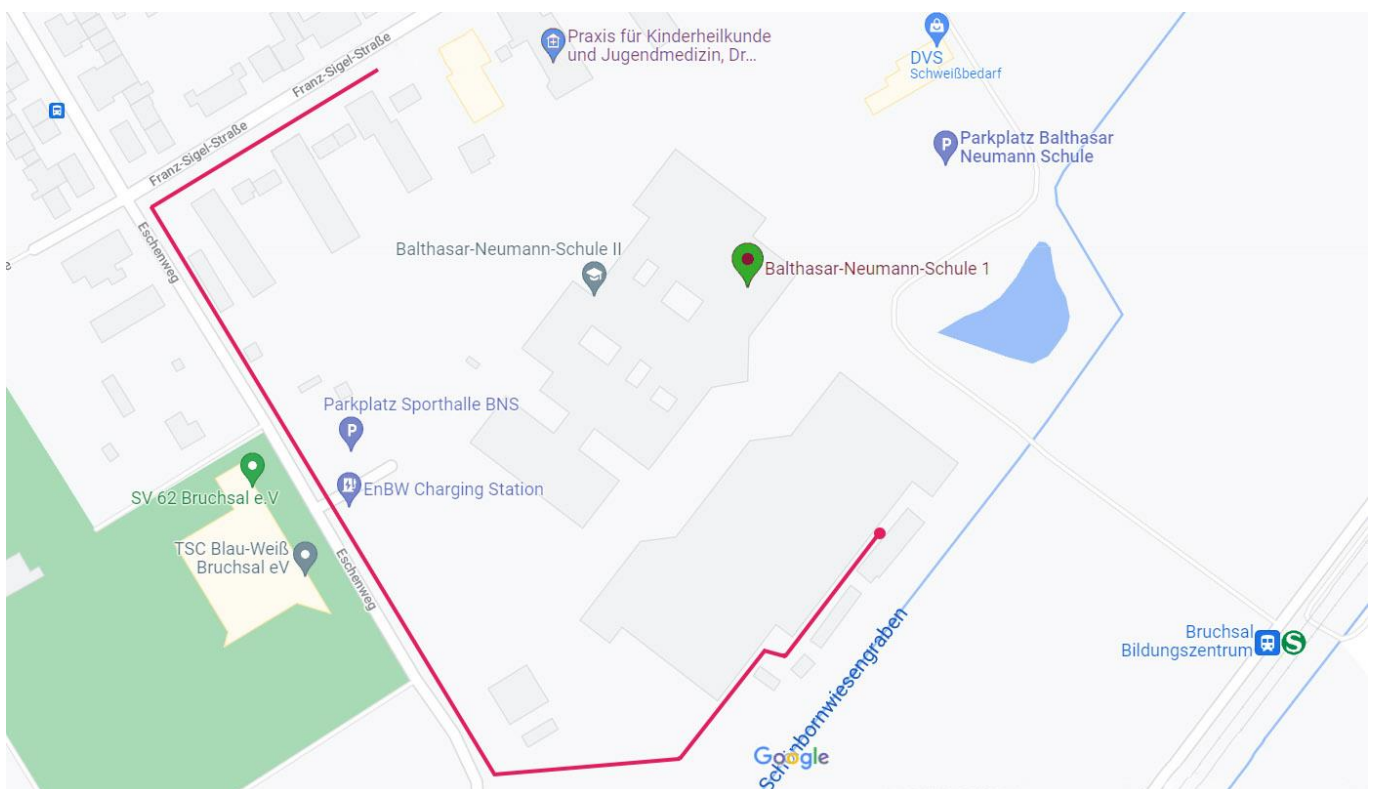 Franz-Sigel-Straße
Praxis für Kinderheilkunde
und Jugendmedizin, Dr...
DVS
Schweißbedarf
Franz-Sigel-Straße
P
Parkplatz Balthasar
Neumann Schule
Eschenweg
e
Balthasar-Neumann-Schule II
Balthasar-Neumann-Schule 1
Parkplatz Sporthalle BNS
P
SV 62 Bruchsal e.V
EnBW Charging Station
TSC Blau-Weiß
Bruchsal eV
Eschenweg
Schönbornwiesengraben
Bruchsal
Bildungszentrum
S
Google